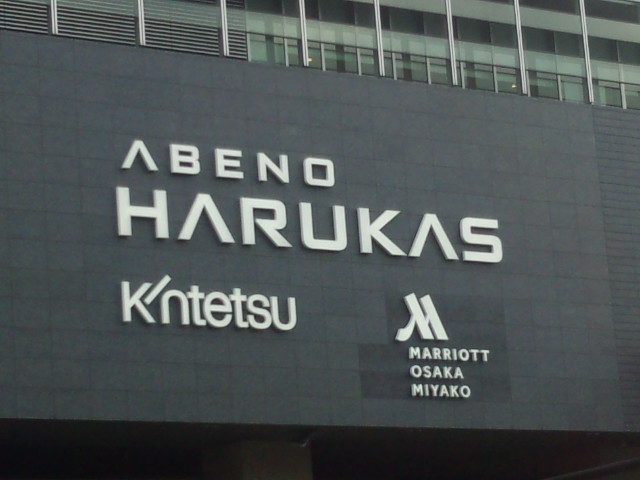 ABENO
HARUKAS
Kintetsu
MARRIOTT
OSAKA
MIYAKO